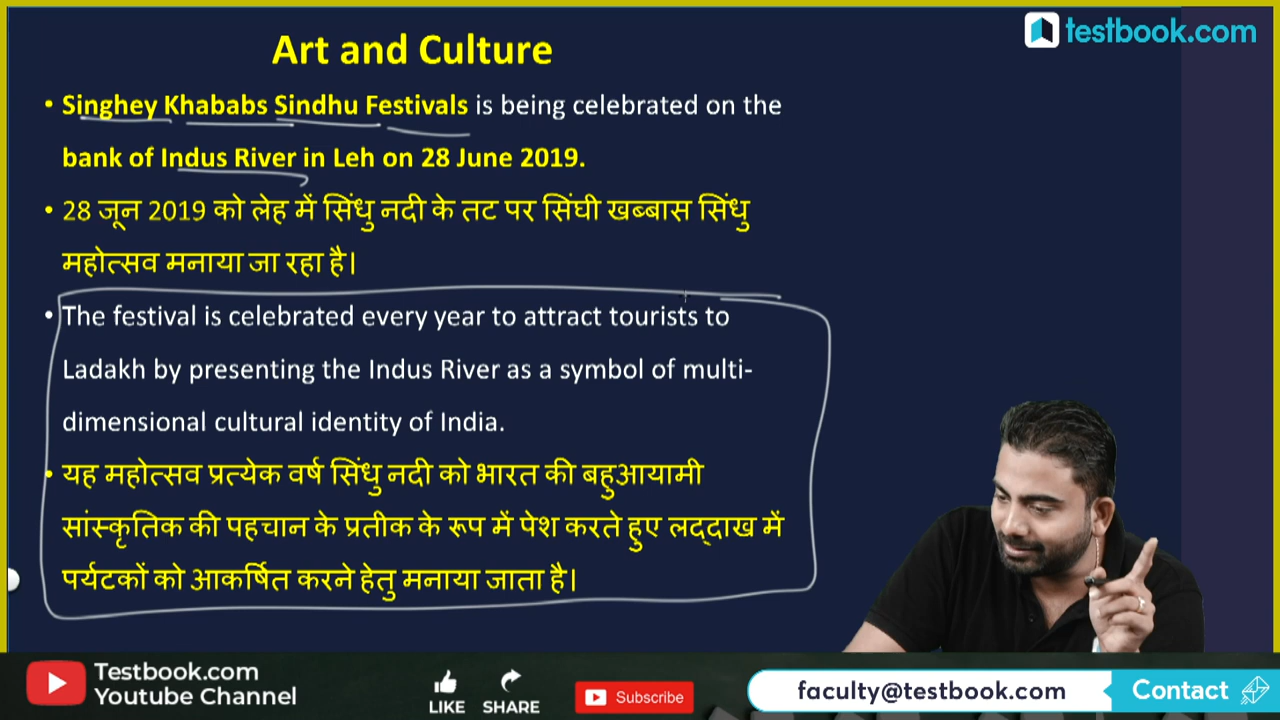 testbook.com
Art and Culture
• Singhey Khababs Sindhu Festivals is being celebrated on the
bank of Indus River in Leh on 28 June 2019.
• 28 जून 2019 को लेह में सिंधु नदी के तट पर सिंघी खब्बास सिंधु
महोत्सव मनाया जा रहा है।
• The festival is celebrated every year to attract tourists to
Ladakh by presenting the Indus River as a symbol of multi-
dimensional cultural identity of India.
• यह महोत्सव प्रत्येक वर्ष सिंधु नदी को भारत की बहुआयामी
सांस्कृतिक की पहचान के प्रतीक के रूप में पेश करते हुए लद्दाख में
पर्यटकों को आकर्षित करने हेतु मनाया जाता है।
Testbook.com
Youtube Channel
LIKE SHARE
Subscribe
faculty@testbook.com
Contact